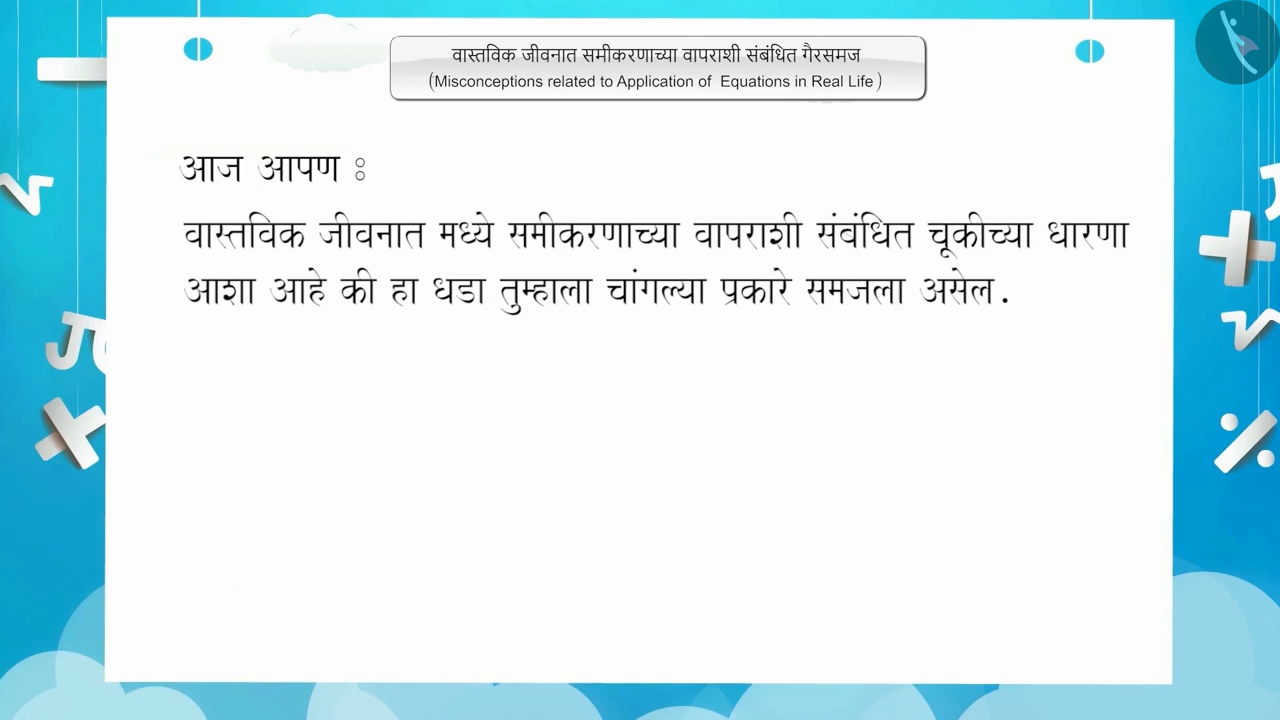 वास्तविक जीवनात समीकरणाच्या वापराशी संबंधित गैरसमज
(Misconceptions related to Application of Equations in Real Life)
आज आपण :
वास्तविक जीवनात मध्ये समीकरणाच्या वापराशी संबंधित चूकीच्या धारणा
आशा आहे की हा धडा तुम्हाला चांगल्या प्रकारे समजला असेल.